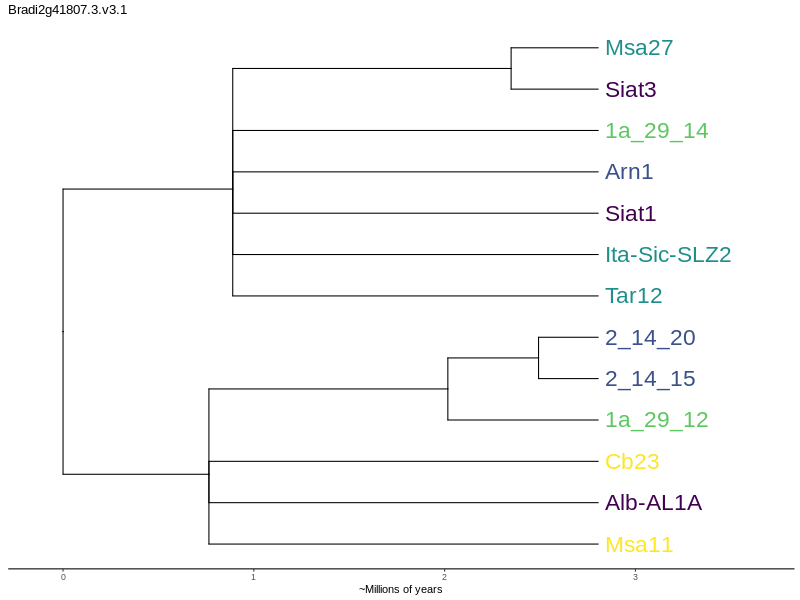 Bradi2g41807.3.v3.1
Msa27
Siat3
1a_29_14
Arn1
Siat1
Ita-Sic-SLZ2
Tar12
2_14_20
2_14_15
1a_29_12
Cb23
Alb-AL1A
Msa11
0 1 2 3
~Millions of years